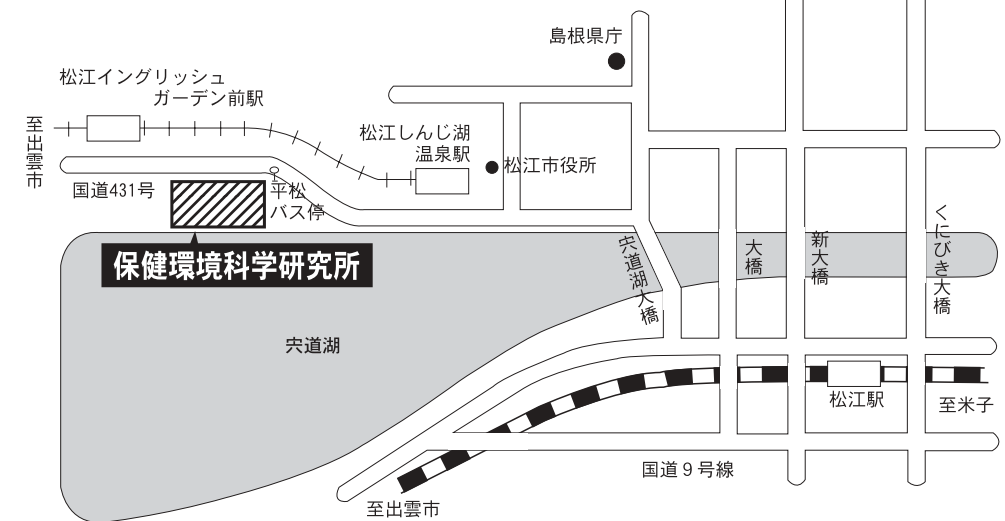 島根県庁
松江イングリッシュ
ガーデン前駅
至出雲市
松江しんじ湖
温泉駅
松江市役所
国道431号
平松
バス停
保健環境科学研究所
宍道湖大橋
大橋
新大橋
くにびき大橋
宍道湖
松江駅
至米子
国道9号線
至出雲市